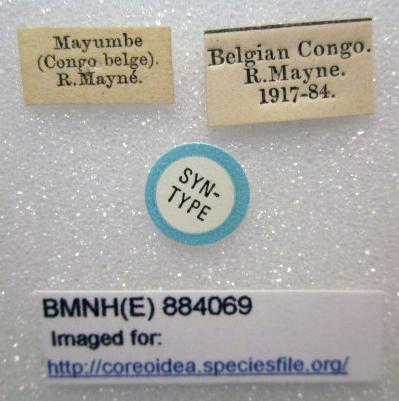 Mayumbe
(Congo belge).
R.Mayné.
Belgian Congo.
R.Mayne.
1917-84.
SYN-
TYPE
BMNH(E) 884069
Imaged for:
http://coreoidea.speciesfile.org/